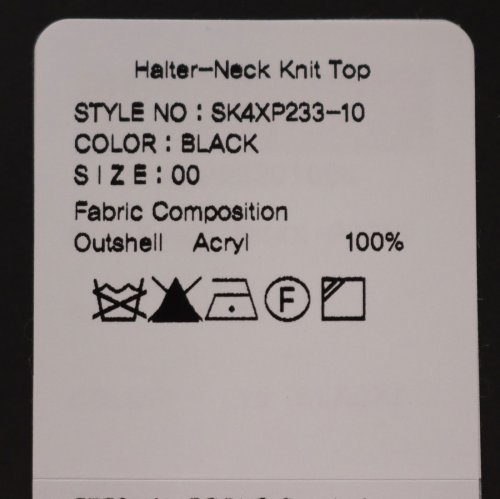 Halter-Neck Knit Top
STYLE NO : SK4XP233-10
COLOR : BLACK
SIZE : 00
Fabric Composition
Outshell Acryl 100%
F